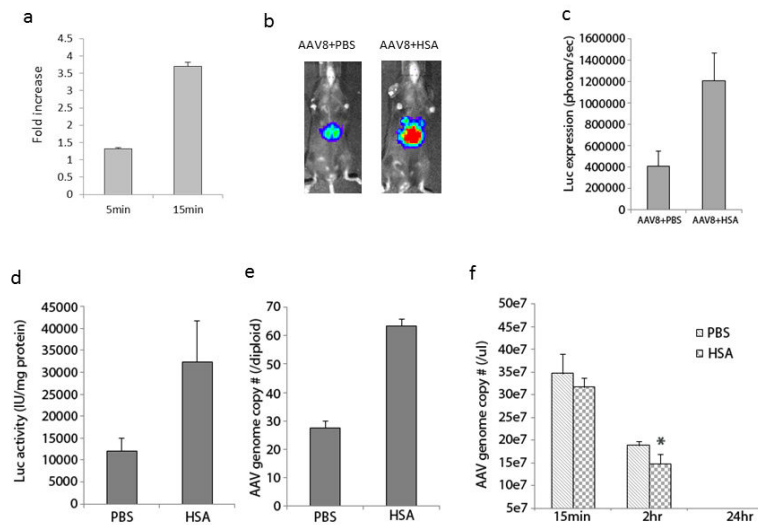 a
Fold increase
4.5
4
3.5
3
2.5
2
1.5
1
0.5
0
5min 15min
b
AAV8+PBS AAV8+HSA
c
Luc expression (photon/sec)
1600000
1400000
1200000
1000000
800000
600000
400000
200000
0
AAV8+PBS AAV8+HSA
d
Luc activity (IU/mg protein)
45000
40000
35000
30000
25000
20000
15000
10000
5000
0
PBS HSA
e
AAV genome copy # (/diploid)
70
60
50
40
30
20
10
0
PBS HSA
f
AAV genome copy # (/ul)
50e7
45e7
40e7
35e7
30e7
25e7
20e7
15e7
10e7
5e7
PBS
HSA
*
15min 2hr 24hr